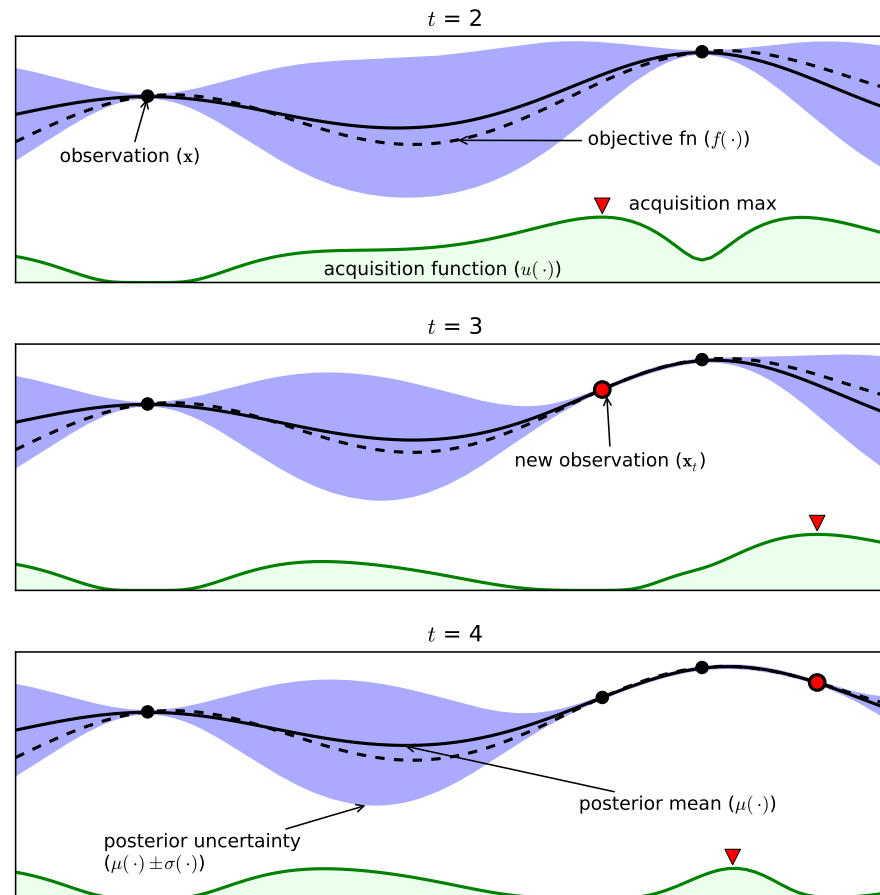 t = 2
observation (x)
objective fn (f(·))
acquisition max
acquisition function (u(·))
t = 3
new observation (xₜ)
t = 4
posterior mean (μ(·))
posterior uncertainty
(μ(·)±σ(·))